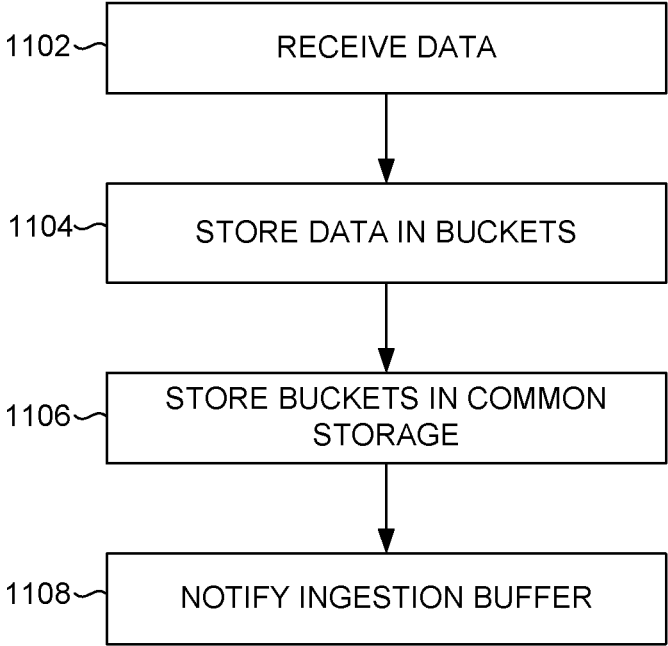 1102
RECEIVE DATA
1104
STORE DATA IN BUCKETS
1106
STORE BUCKETS IN COMMON
STORAGE
1108
NOTIFY INGESTION BUFFER